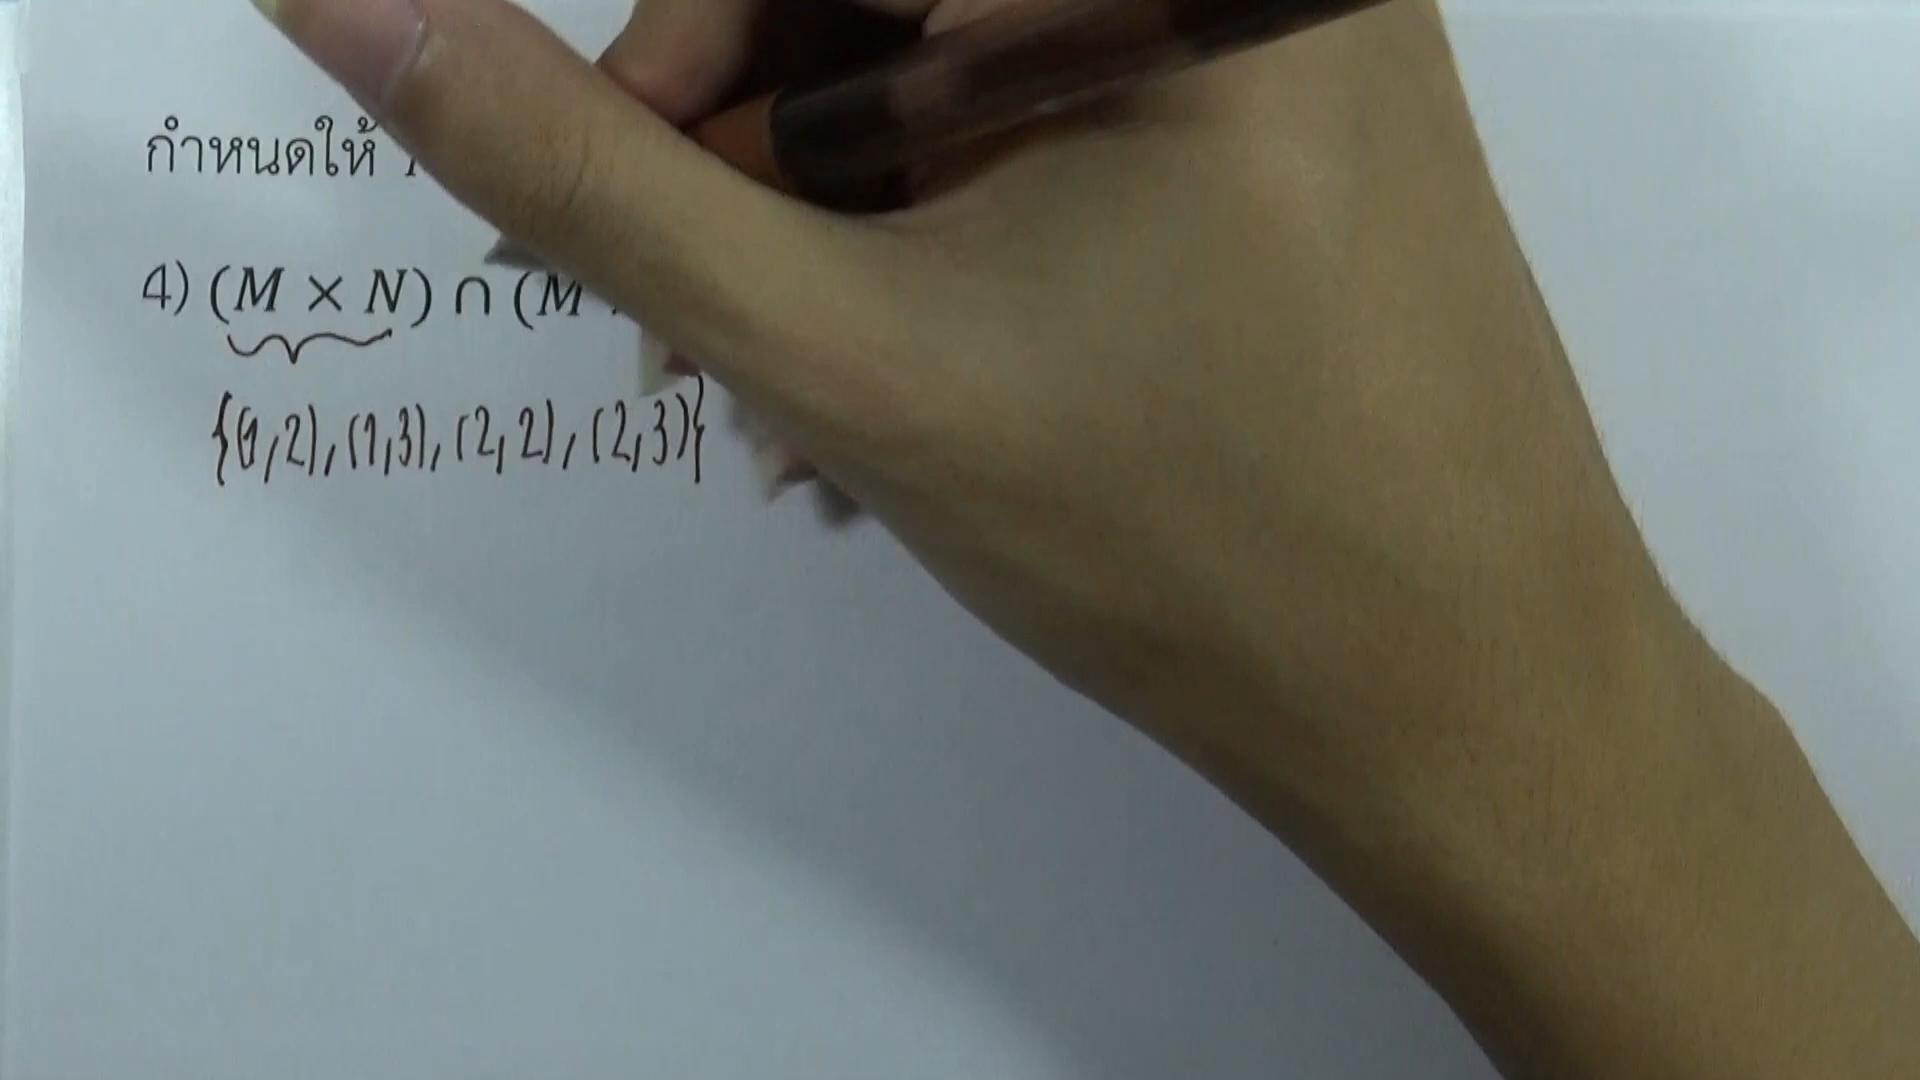 กำหนดให้
4) (M × N) ∩ (M
{(1,2),(1,3),(2,2),(2,3)}